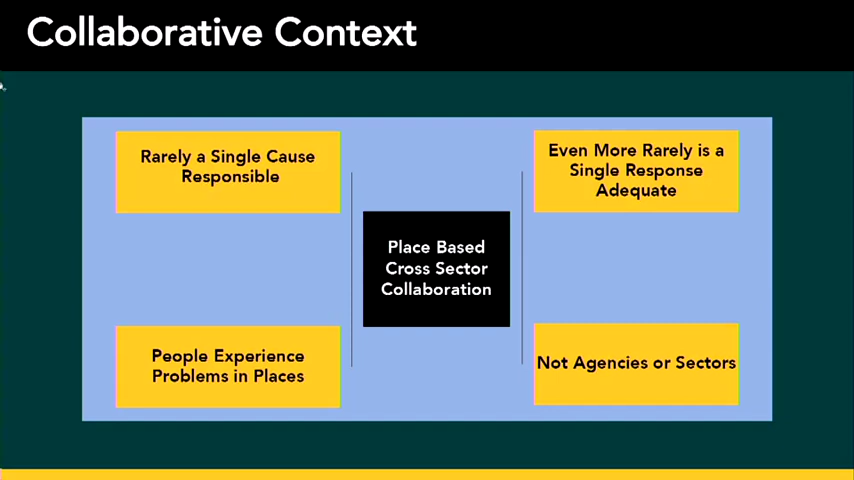 Collaborative Context
Rarely a Single Cause
Responsible
Even More Rarely is a
Single Response
Adequate
Place Based
Cross Sector
Collaboration
People Experience
Problems in Places
Not Agencies or Sectors